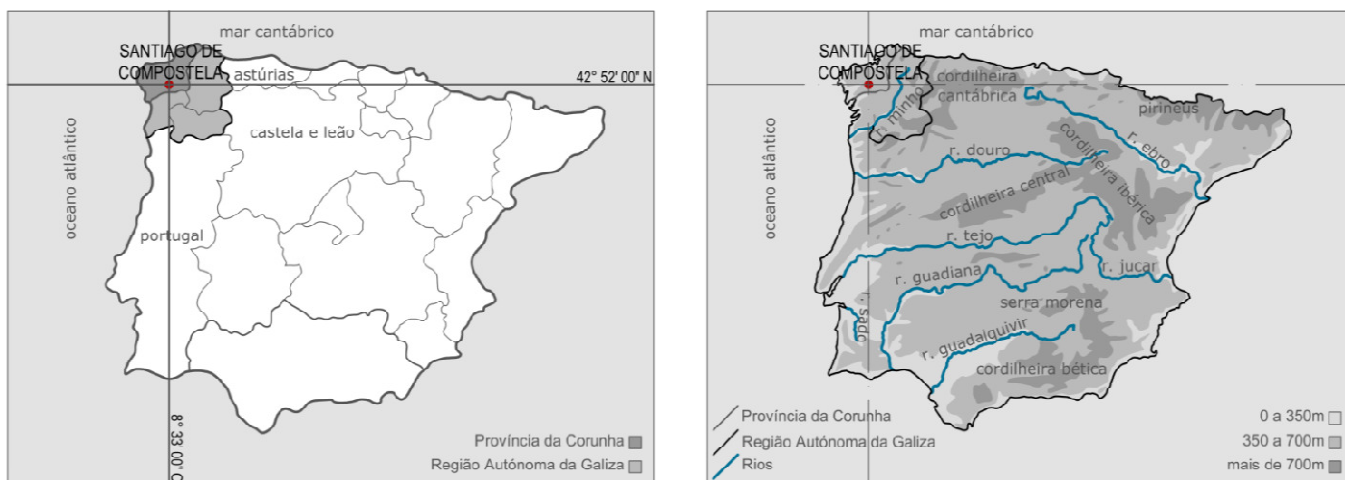 mar cantábrico
SANTIAGO DE
COMPOSTELA
astúrias
42° 52' 00" N
castela e leão
oceano atlântico
portugal
8° 33' 00" O
Província da Corunha
Região Autónoma da Galiza
mar cantábrico
SANTIAGO DE
COMPOSTELA
cordilheira
cantábrica
pirineus
r. minho
r. ebro
r. douro
cordilheira ibérica
cordilheira central
oceano atlântico
r. tejo
r. guadiana
r. jucar
serra morena
r. sado
r. guadalquivir
cordilheira bética
Província da Corunha
Região Autónoma da Galiza
Rios
0 a 350m
350 a 700m
mais de 700m